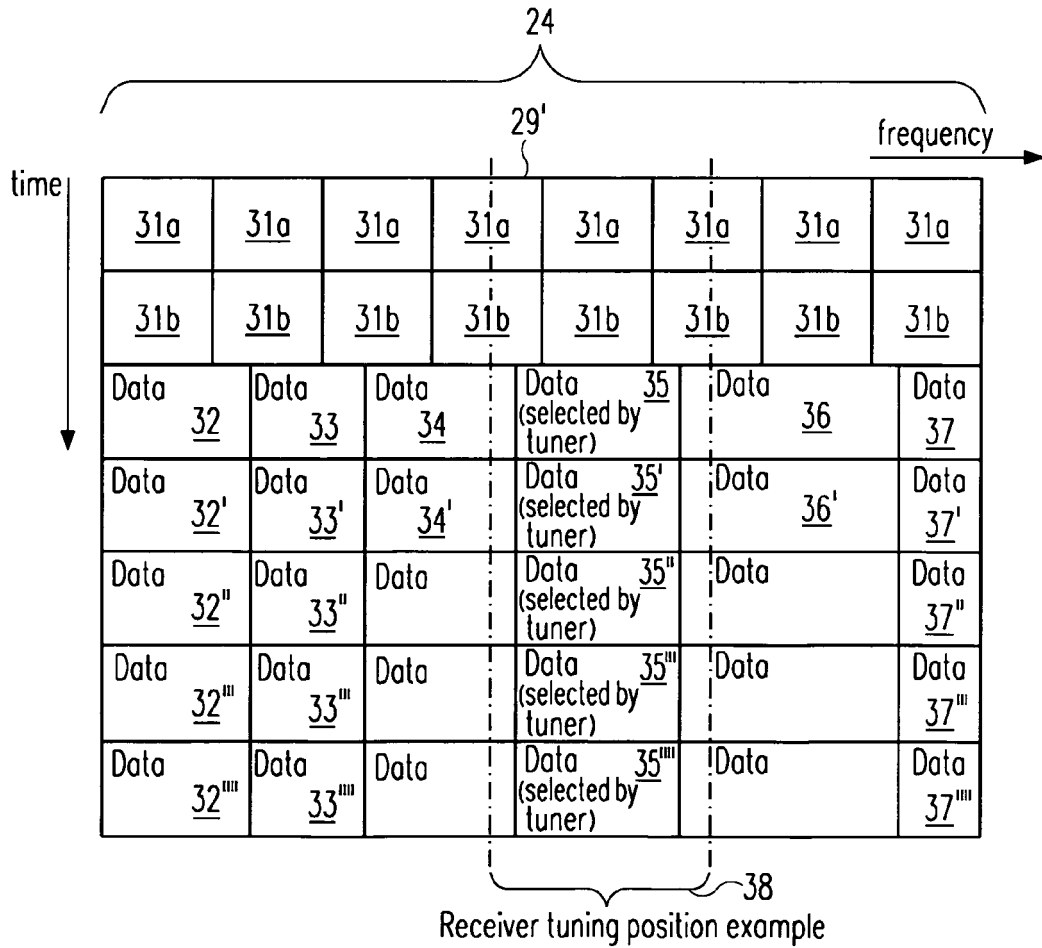 24
29'
frequency
time
31a 31a 31a 31a 31a 31a 31a 31a
31b 31b 31b 31b 31b 31b 31b 31b
Data 32 Data 33 Data 34 Data 35 (selected by tuner) Data 36 Data 37
Data 32' Data 33' Data 34' Data 35' (selected by tuner) Data 36' Data 37'
Data 32'' Data 33'' Data Data 35'' (selected by tuner) Data Data 37''
Data 32''' Data 33''' Data Data 35''' (selected by tuner) Data Data 37'''
Data 32'''' Data 33'''' Data Data 35'''' (selected by tuner) Data Data 37''''
38
Receiver tuning position example